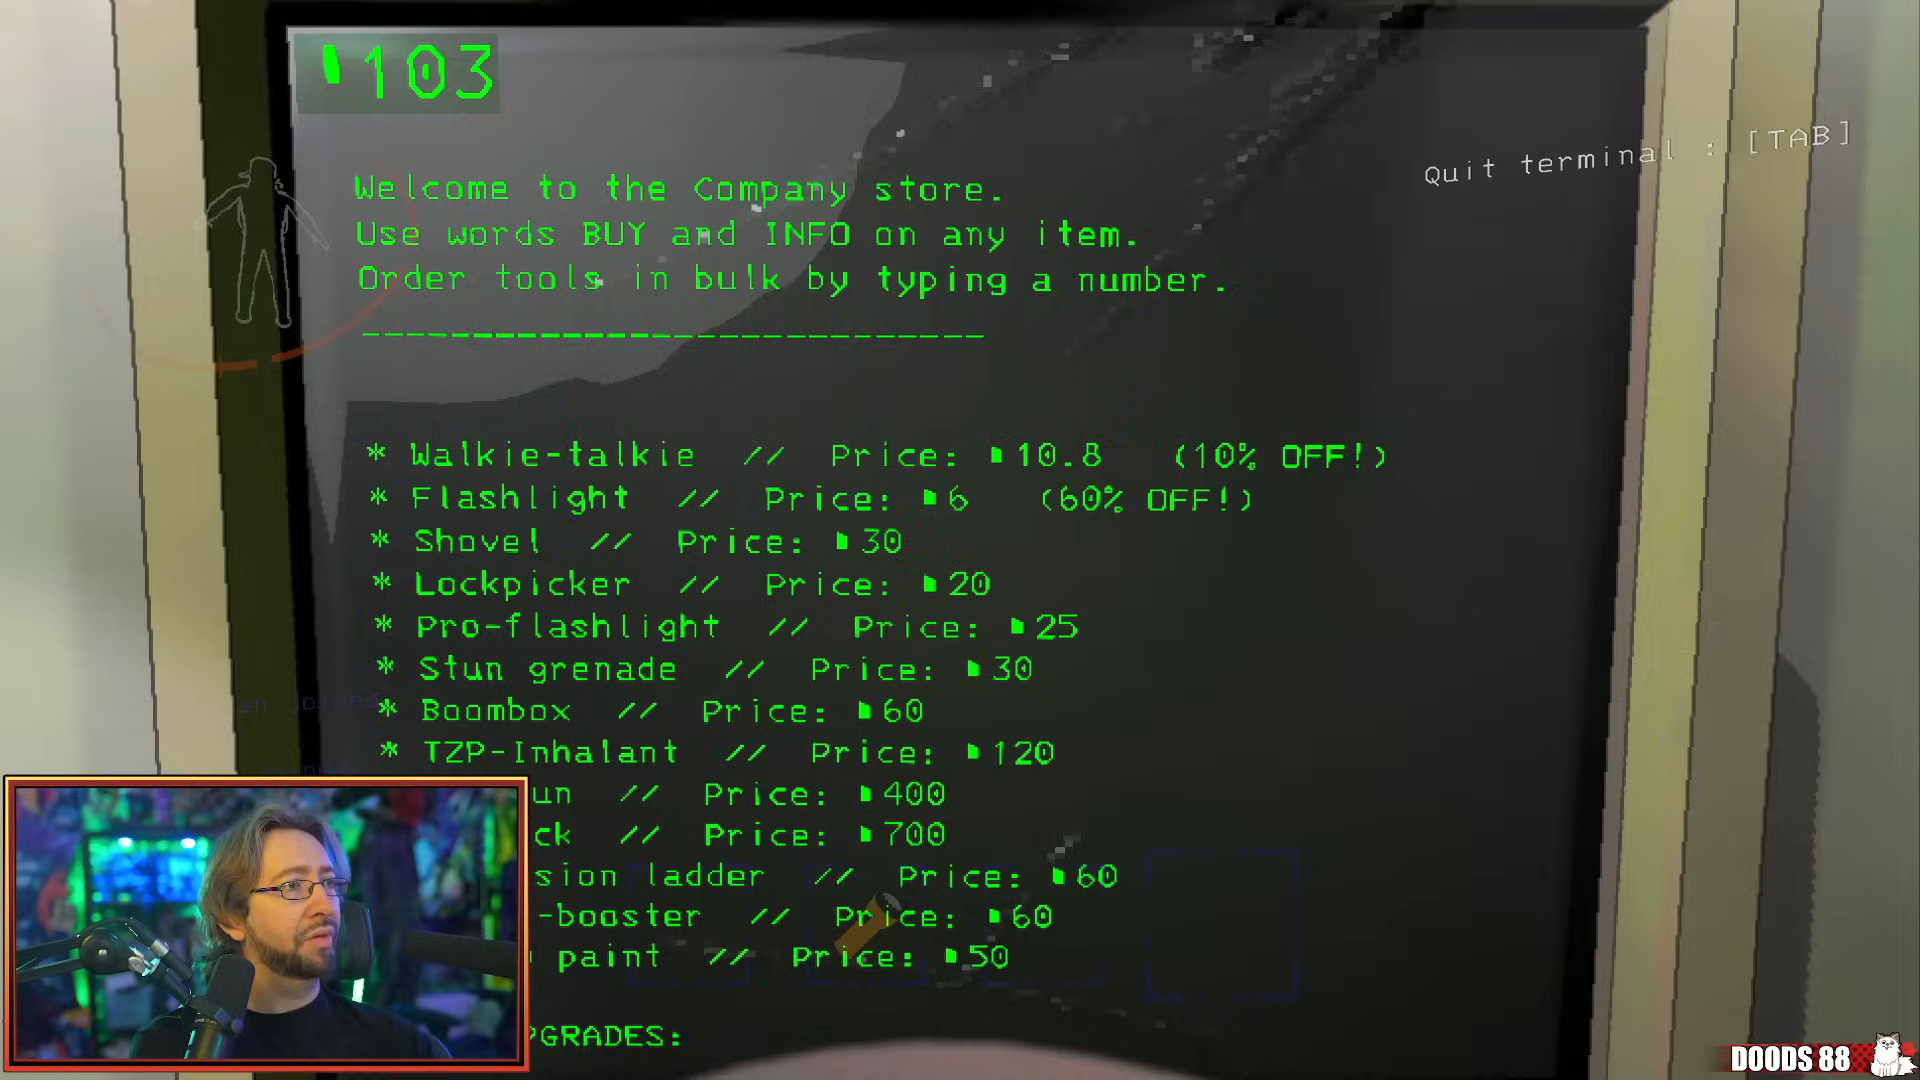 103
Quit terminal : [TAB]
Welcome to the Company store.
Use words BUY and INFO on any item.
Order tools in bulk by typing a number.
----------------------------
* Walkie-talkie // Price: 10.8 (10% OFF!)
* Flashlight // Price: 6 (60% OFF!)
* Shovel // Price: 30
* Lockpicker // Price: 20
* Pro-flashlight // Price: 25
* Stun grenade // Price: 30
* Boombox // Price: 60
* TZP-Inhalant // Price: 120
un // Price: 400
ck // Price: 700
sion ladder // Price: 60
-booster // Price: 60
paint // Price: 50
PGRADES:
DOODS 88